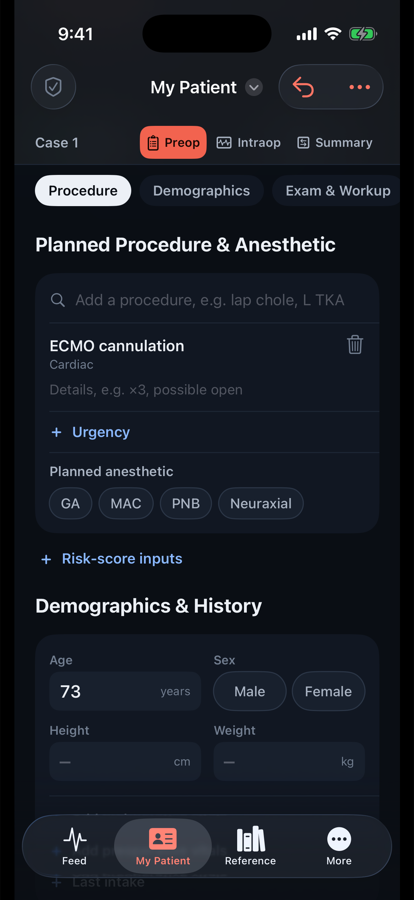 9:41
My Patient
Case 1
Preop
Intraop
Summary
Procedure
Demographics
Exam & Workup
Planned Procedure & Anesthetic
Add a procedure, e.g. lap chole, L TKA
ECMO cannulation
Cardiac
Details, e.g. ×3, possible open
+ Urgency
Planned anesthetic
GA
MAC
PNB
Neuraxial
+ Risk-score inputs
Demographics & History
Age
Sex
73 years
Male
Female
Height
Weight
– cm
– kg
Feed
My Patient
Reference
More
+ Last intake